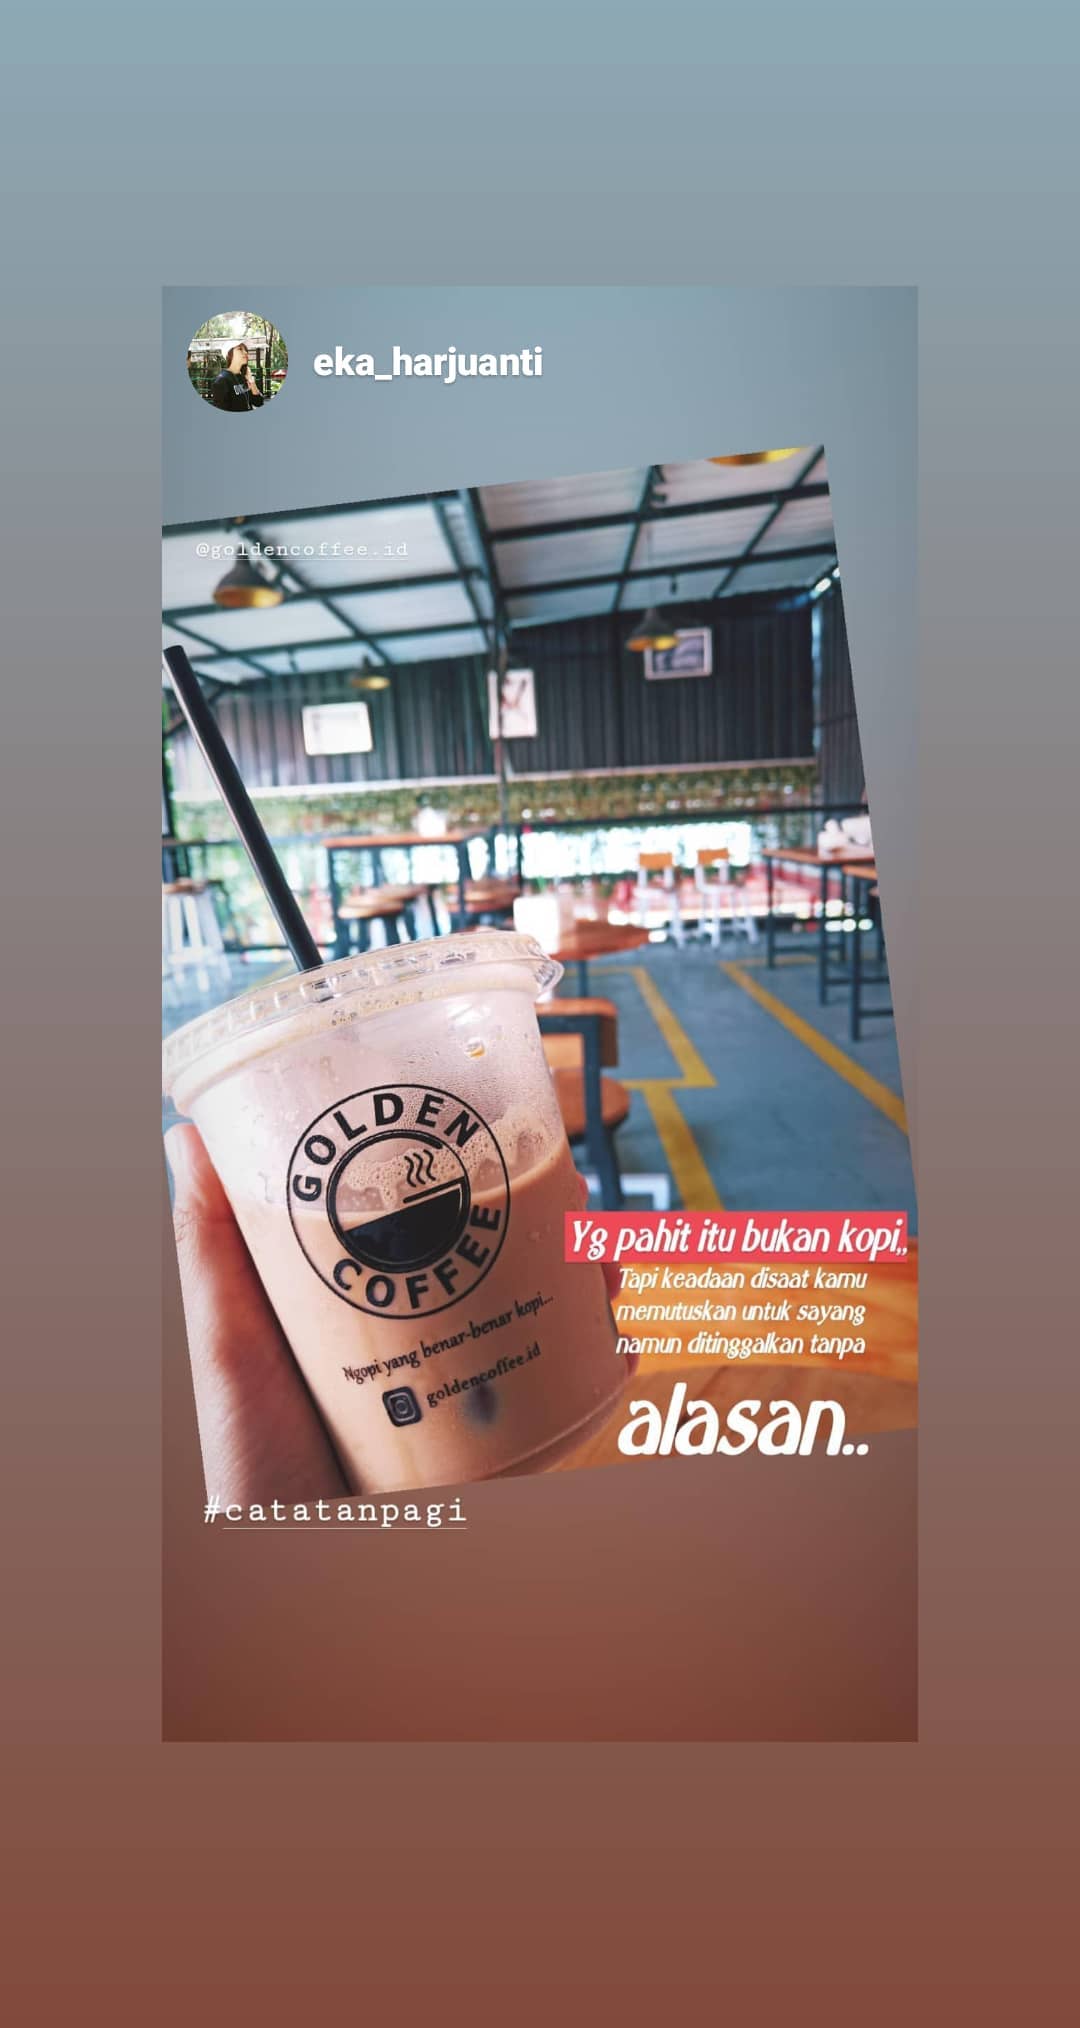 eka_harjuanti
@goldencoffee.id
GOLDEN
COFFEE
Ngopi yang benar-benar kopi...
goldencoffee.id
Yg pahit itu bukan kopi,,
Tapi keadaan disaat kamu
memutuskan untuk sayang
namun ditinggalkan tanpa
alasan..
#catatanpagi